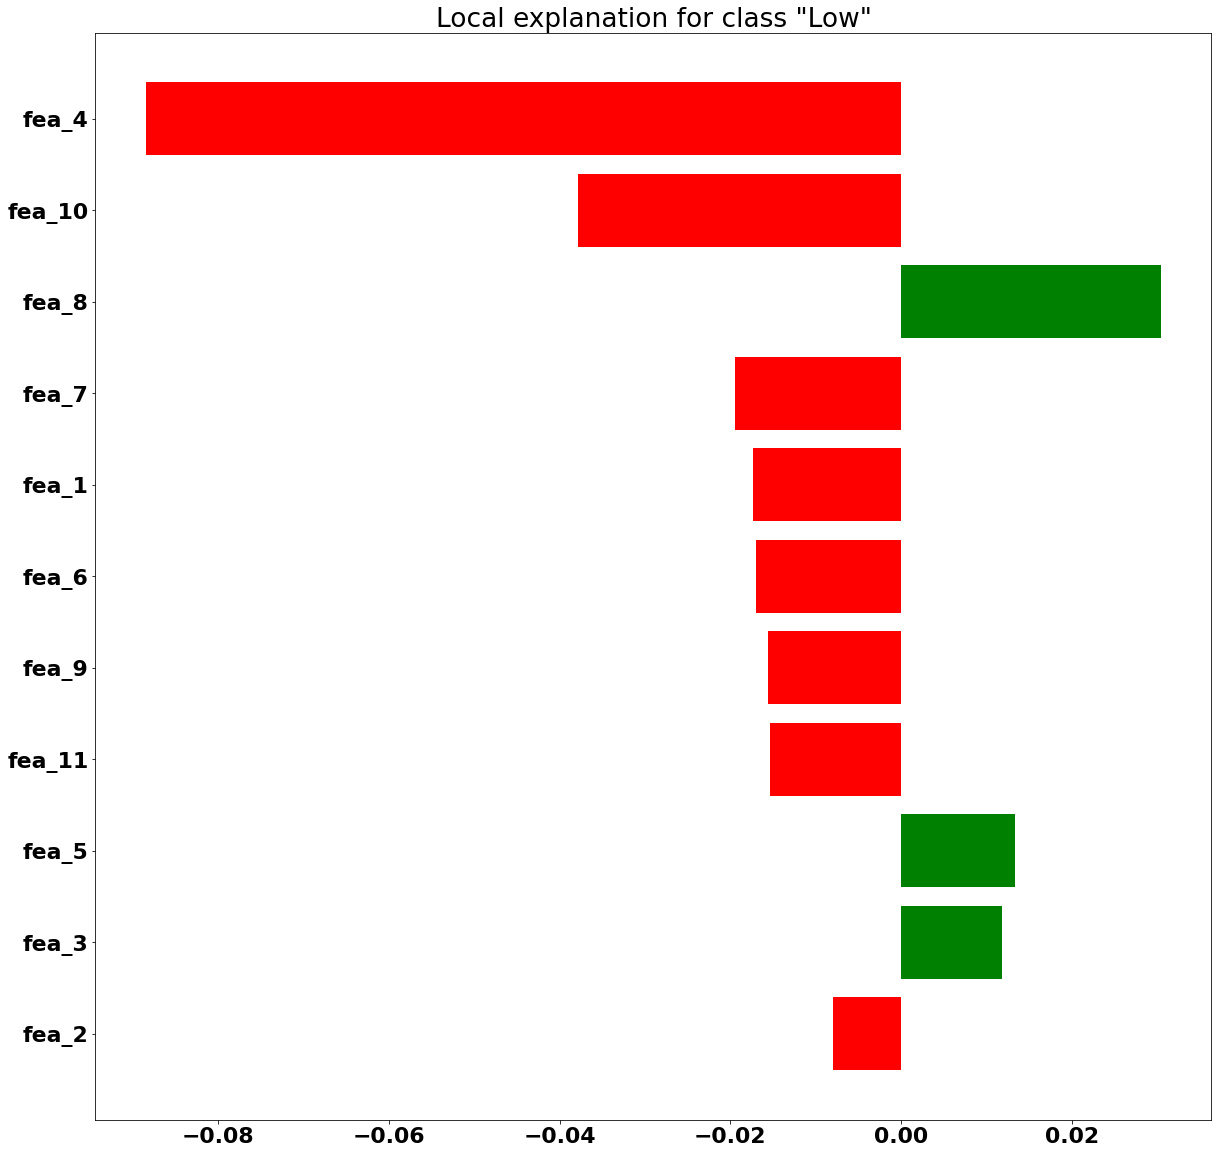 Local explanation for class "Low"
fea_4
fea_10
fea_8
fea_7
fea_1
fea_6
fea_9
fea_11
fea_5
fea_3
fea_2
−0.08 −0.06 −0.04 −0.02 0.00 0.02